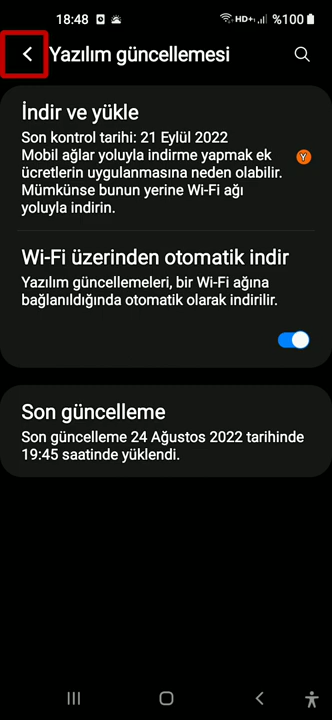 18:48 HD+ %100
Yazılım güncellemesi
İndir ve yükle
Son kontrol tarihi: 21 Eylül 2022
Mobil ağlar yoluyla indirme yapmak ek
ücretlerin uygulanmasına neden olabilir.
Mümkünse bunun yerine Wi-Fi ağı
yoluyla indirin.
Y
Wi-Fi üzerinden otomatik indir
Yazılım güncellemeleri, bir Wi-Fi ağına
bağlanıldığında otomatik olarak indirilir.
Son güncelleme
Son güncelleme 24 Ağustos 2022 tarihinde
19:45 saatinde yüklendi.